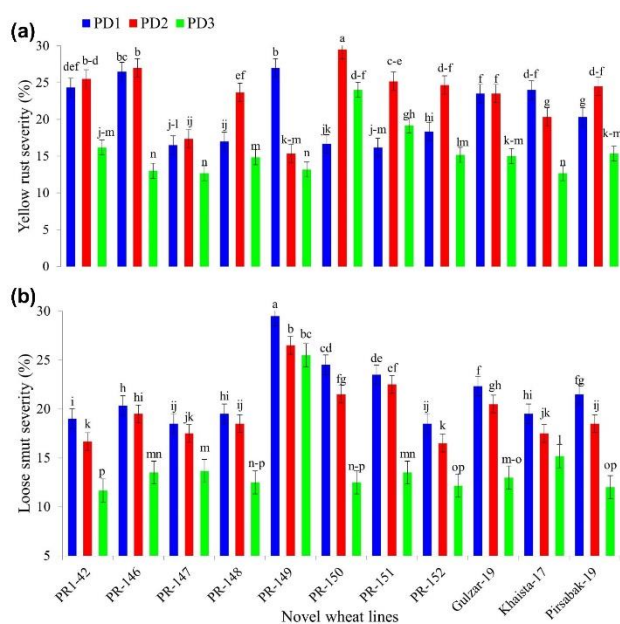 PD1 PD2 PD3
(a)
Yellow rust severity (%)
30
25
20
15
10
5
0
def b-d j-m
bc b n
j-l ij n
ij ef m
b k-m n
jk a d-f
j-m c-e gh
hi d-f lm
f f k-m
d-f g n
g d-f k-m
(b)
Loose smut severity (%)
30
25
20
15
10
5
i k p
h hi mn
ij jk m
hi hi n-p
a b bc
cd fg n-p
de ef mn
ij k op
f gh m-o
hi jk l
fg ij op
PR1-42
PR-146
PR-147
PR-148
PR-149
PR-150
PR-151
PR-152
Gulzar-19
Khaista-17
Pirsabak-19
Novel wheat lines